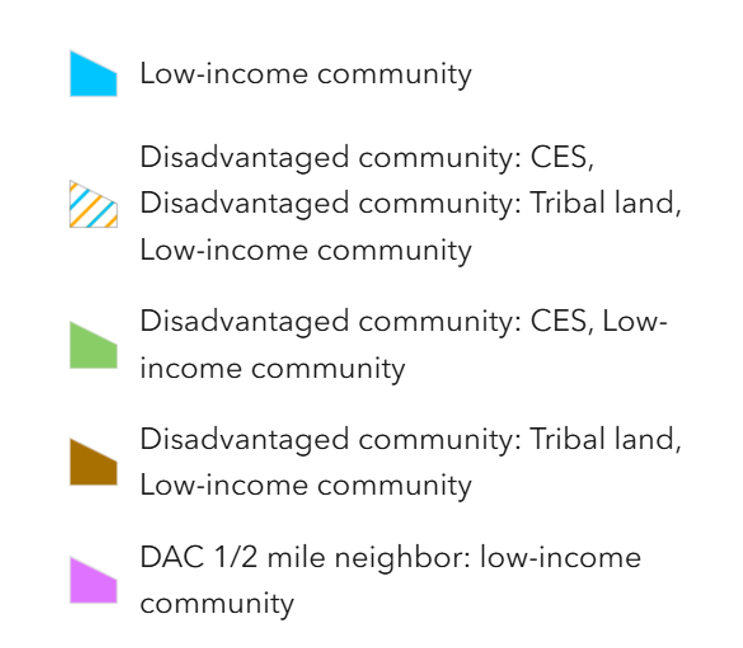 Low-income community
Disadvantaged community: CES,
Disadvantaged community: Tribal land,
Low-income community
Disadvantaged community: CES, Low-
income community
Disadvantaged community: Tribal land,
Low-income community
DAC 1/2 mile neighbor: low-income
community